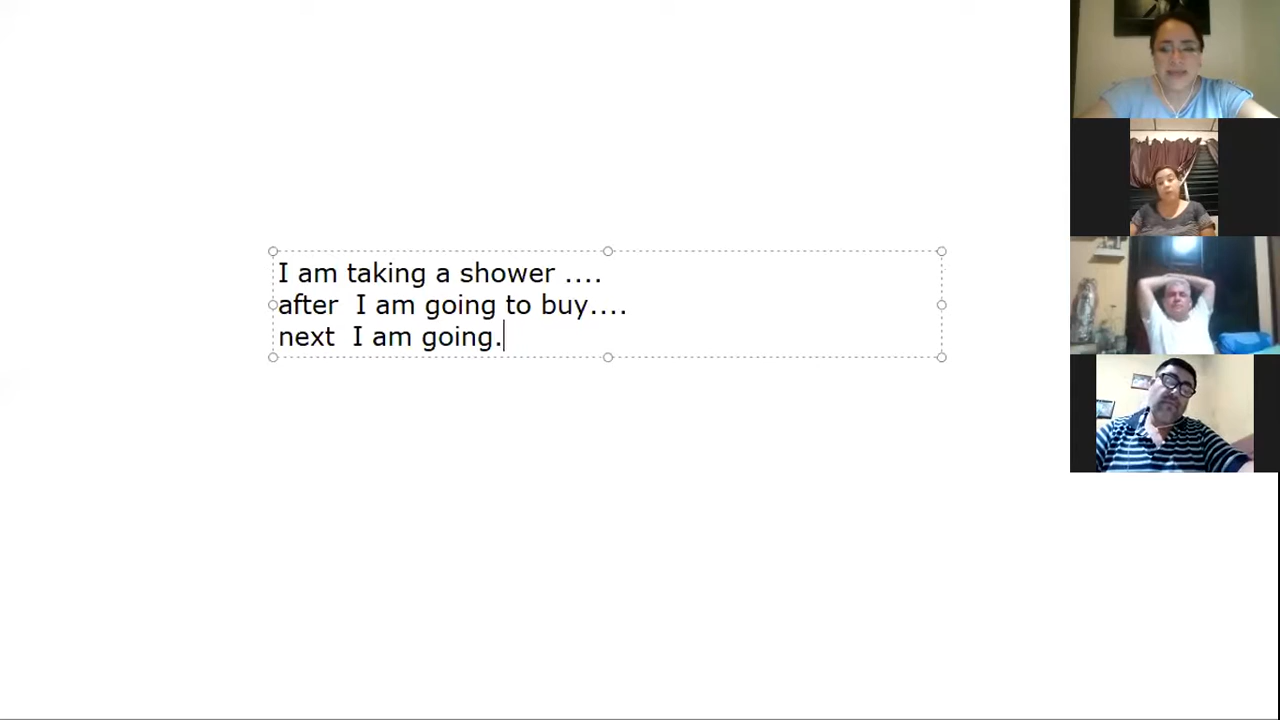 I am taking a shower ....
after  I am going to buy....
next  I am going.